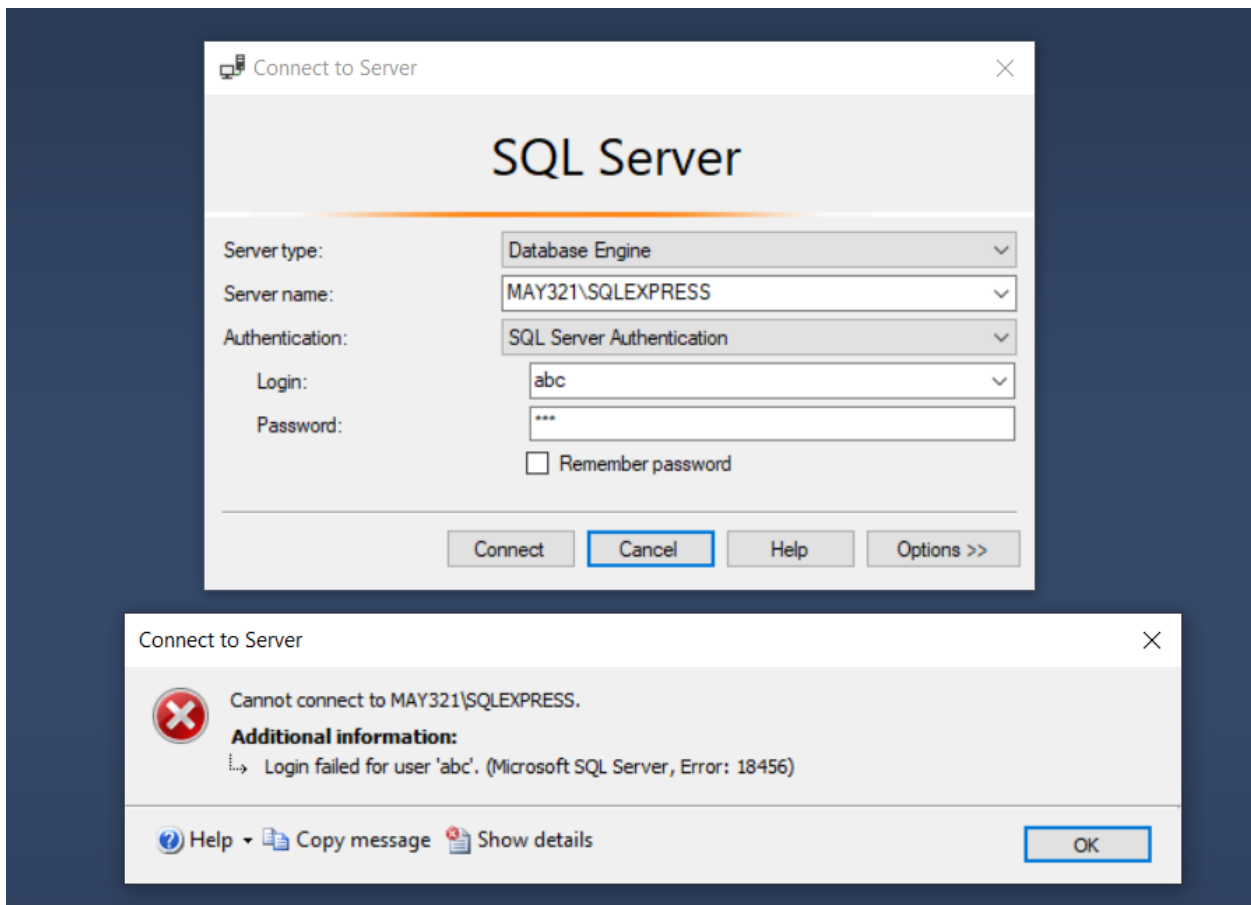 Connect to Server
SQL Server
Server type: Database Engine
Server name: MAY321\SQLEXPRESS
Authentication: SQL Server Authentication
Login: abc
Password: ***
Remember password
Connect Cancel Help Options >>
Connect to Server
Cannot connect to MAY321\SQLEXPRESS.
Additional information:
Login failed for user 'abc'. (Microsoft SQL Server, Error: 18456)
Help Copy message Show details OK